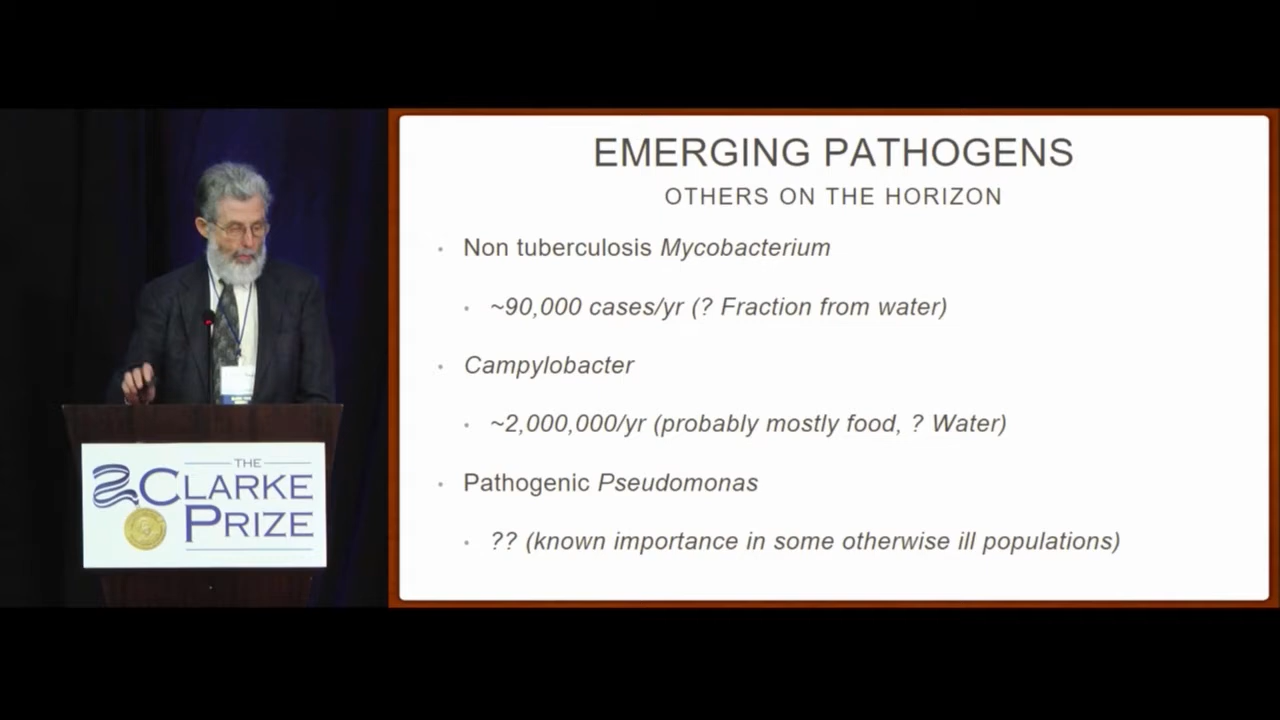 EMERGING PATHOGENS
OTHERS ON THE HORIZON
• Non tuberculosis Mycobacterium
• ~90,000 cases/yr (? Fraction from water)
• Campylobacter
• ~2,000,000/yr (probably mostly food, ? Water)
• Pathogenic Pseudomonas
• ?? (known importance in some otherwise ill populations)
THE
CLARKE
PRIZE